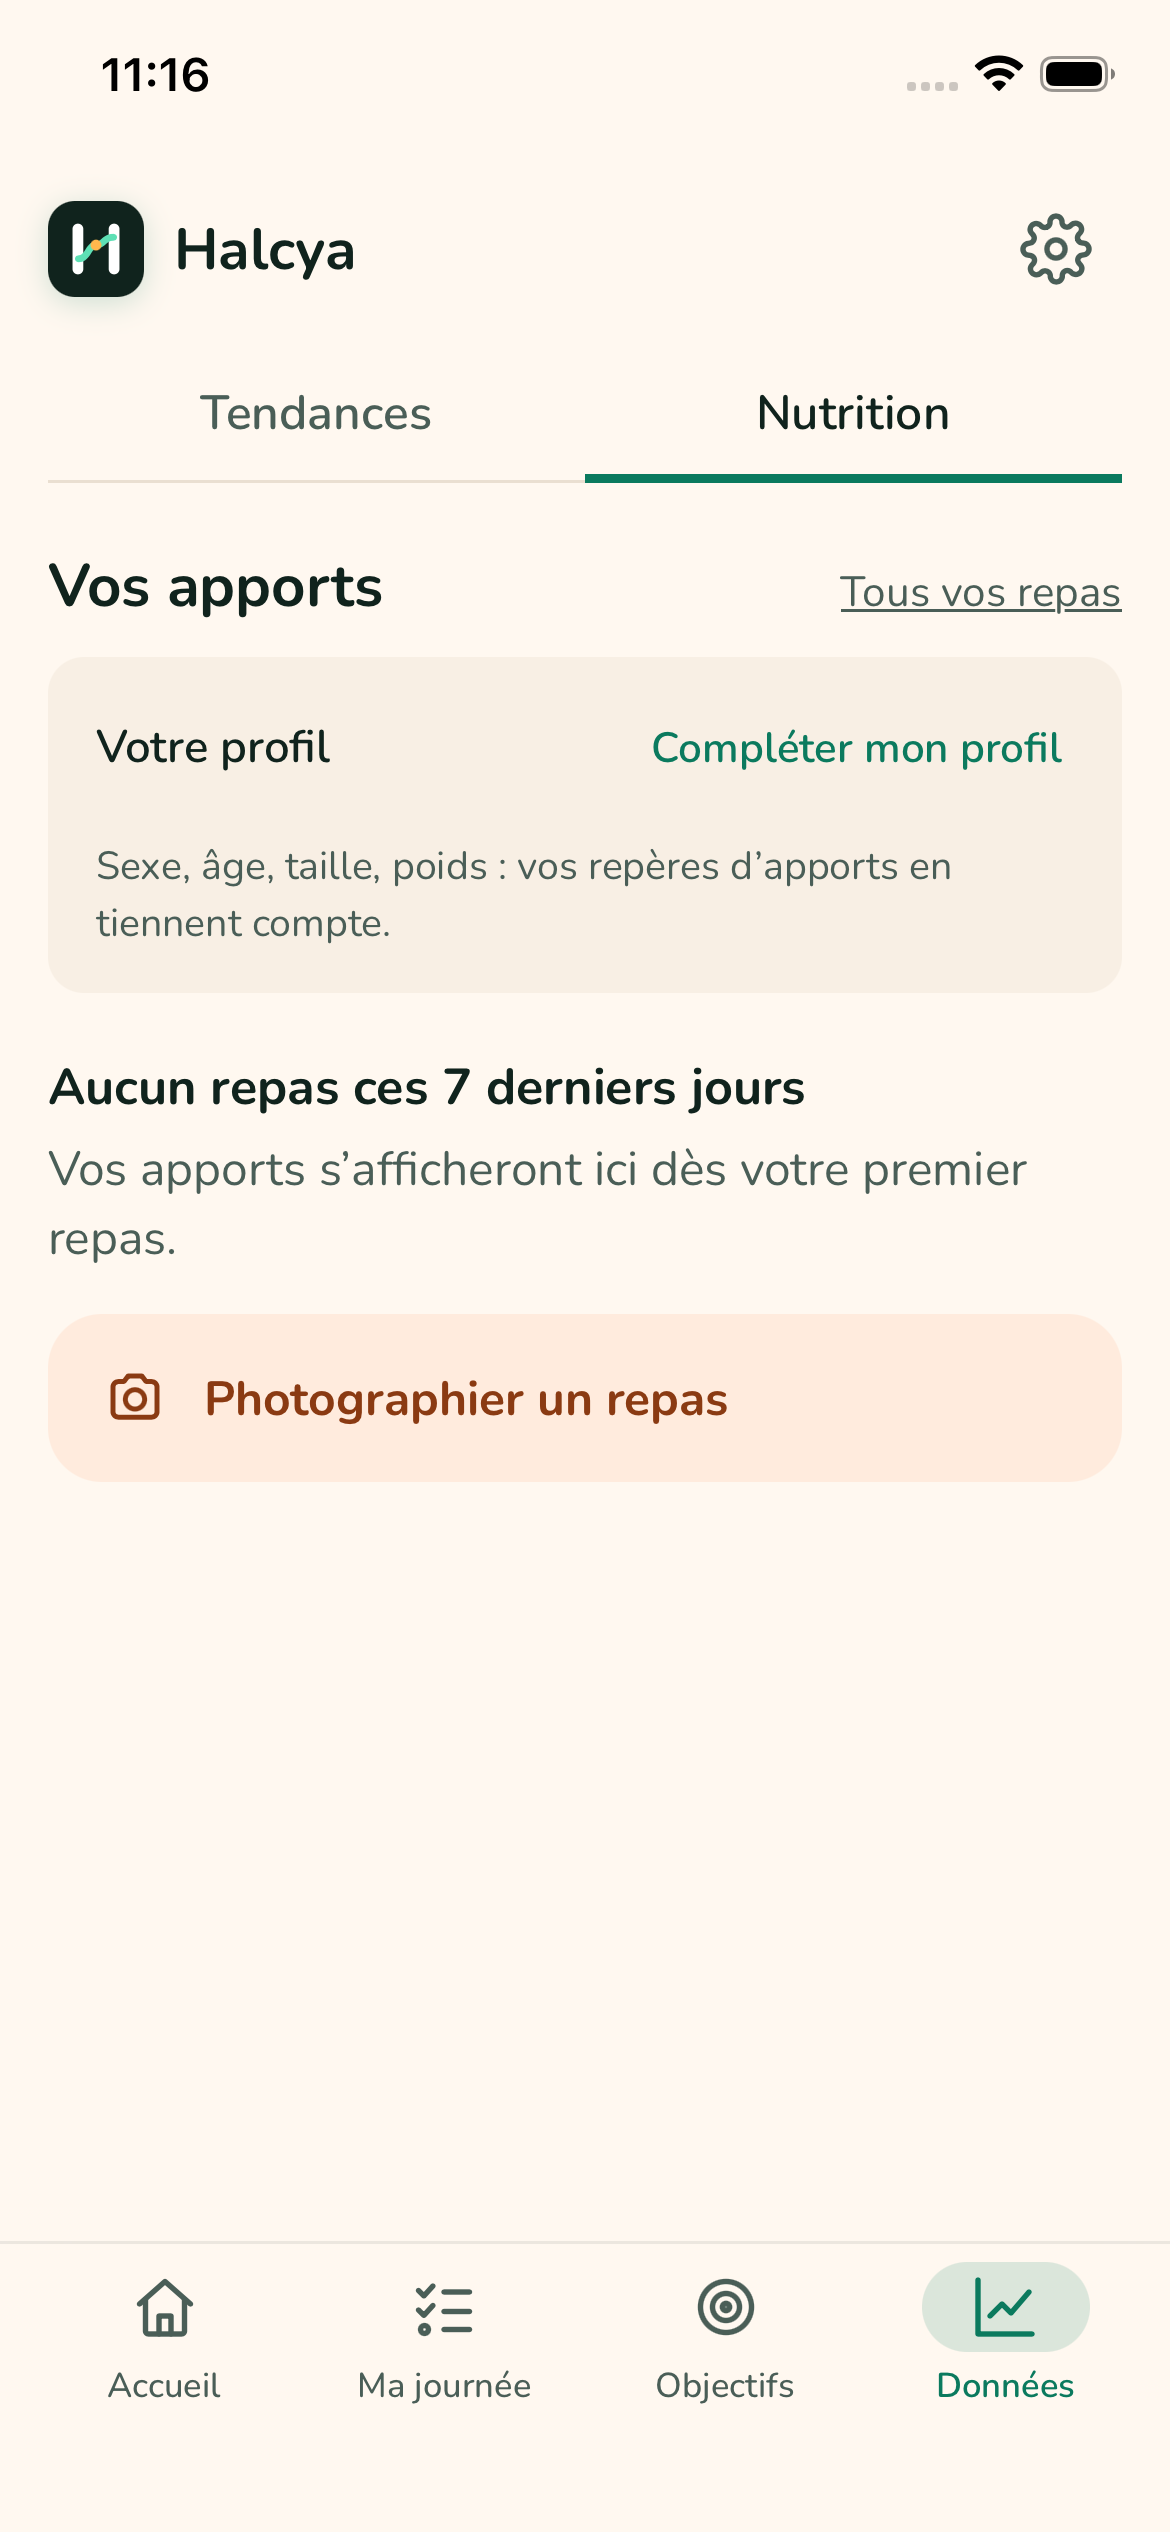 11:16
Halcya
Tendances
Nutrition
Vos apports
Tous vos repas
Votre profil
Compléter mon profil
Sexe, âge, taille, poids : vos repères d’apports en
tiennent compte.
Aucun repas ces 7 derniers jours
Vos apports s’afficheront ici dès votre premier
repas.
Photographier un repas
Accueil
Ma journée
Objectifs
Données